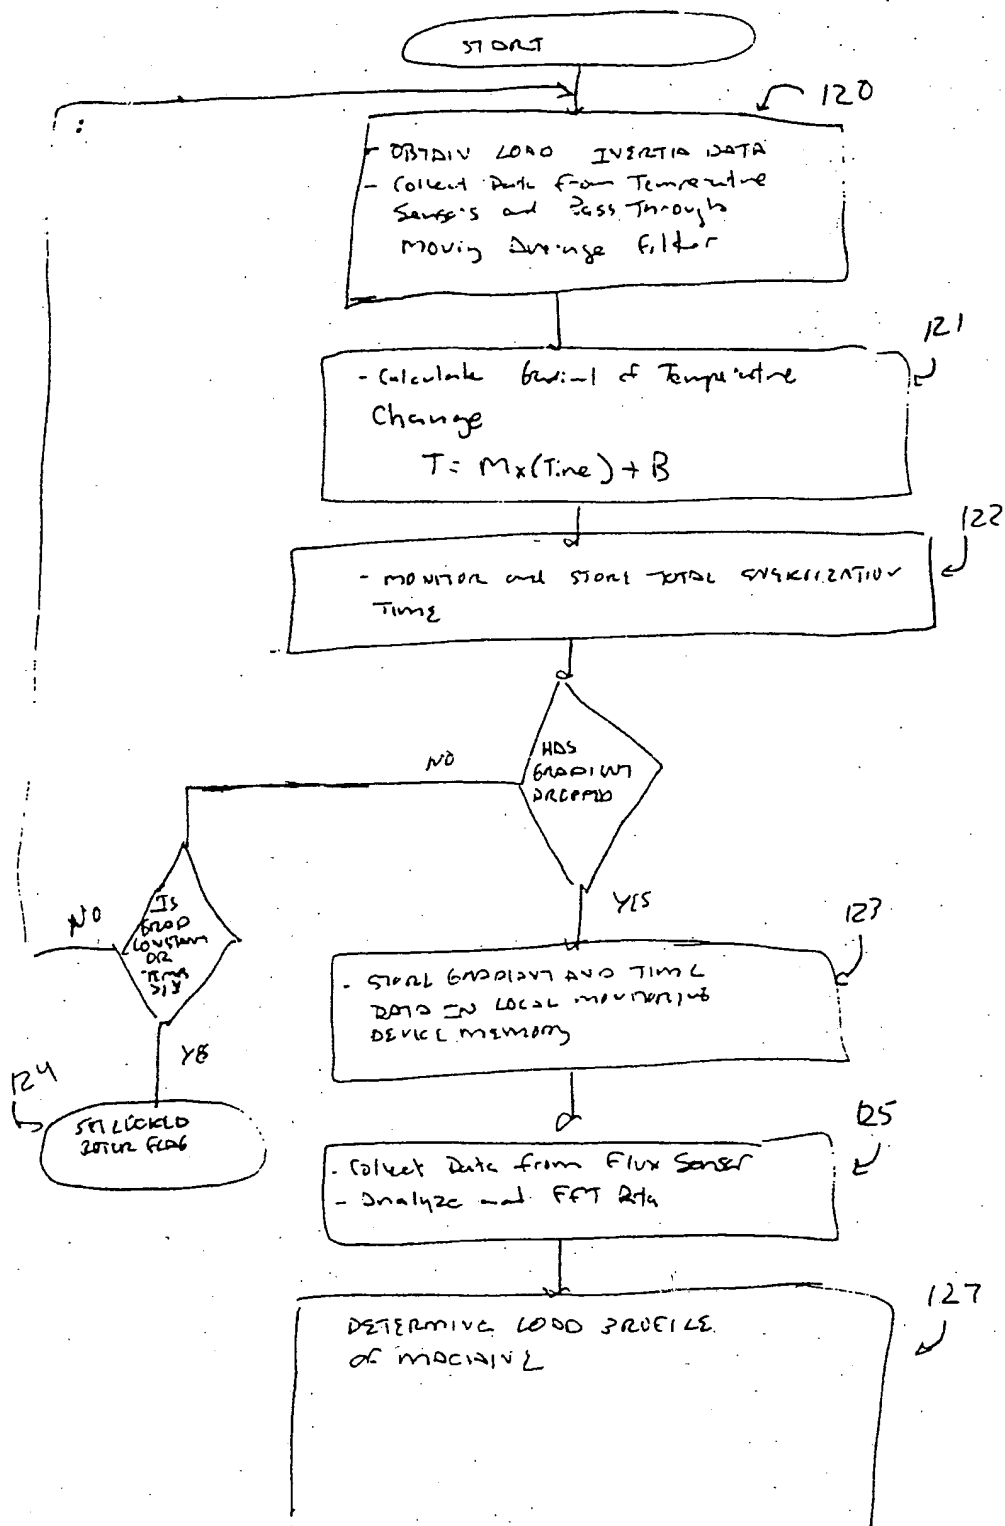 START
120
- OBTAIN LOAD INERTIA DATA
- Collect Data from Temperature
Sensors and Pass Through
Moving Average Filter
121
- Calculate Gradient of Temperature
Change
T = Mx(Time) + B
122
- MONITOR and STORE TOTAL ENERGIZATION
TIME
HAS
GRADIENT
DROPPED
NO
YES
IS
GRAD
CONSTANT
OR
NO
YES
123
- STORE GRADIENT AND TIME
DATA IN LOCAL MONITORING
DEVICE MEMORY
124
SET LOCKED
ROTOR FLAG
125
- Collect Data from Flux Sensor
- Analyze and FFT Data
127
DETERMINE LOAD PROFILE
OF MACHINE